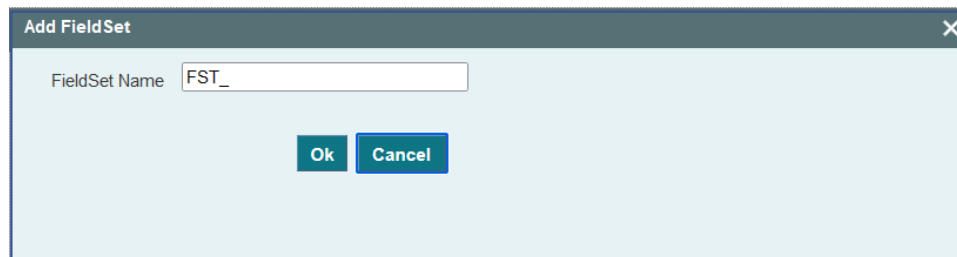 Add FieldSet
FieldSet Name FST_
Ok Cancel